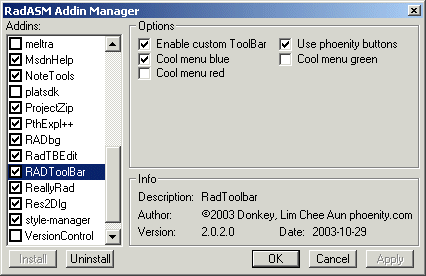 RadASM Addin Manager
Addins:
meltra
MsdnHelp
NoteTools
platsdk
ProjectZip
PthExpl++
RADbg
RadTBEdit
RADToolBar
ReallyRad
Res2Dlg
style-manager
VersionControl
Install Uninstall
Options
Enable custom ToolBar Use phoenity buttons
Cool menu blue Cool menu green
Cool menu red
Info
Description: RadToolbar
Author: ©2003 Donkey, Lim Chee Aun phoenity.com
Version: 2.0.2.0 Date: 2003-10-29
OK Cancel Apply